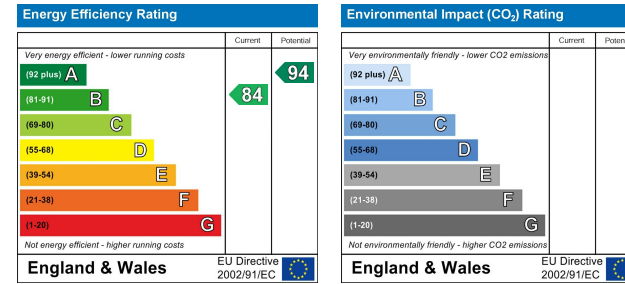 Energy Efficiency Rating
Current Potential
Very energy efficient - lower running costs
(92 plus) A
94
(81-91) B
84
(69-80) C
(55-68) D
(39-54) E
(21-38) F
(1-20) G
Not energy efficient - higher running costs
England & Wales
EU Directive
2002/91/EC
Environmental Impact (CO₂) Rating
Current Poten
Very environmentally friendly - lower CO2 emissions
(92 plus) A
(81-91) B
(69-80) C
(55-68) D
(39-54) E
(21-38) F
(1-20) G
Not environmentally friendly - higher CO2 emissions
England & Wales
EU Directive
2002/91/EC